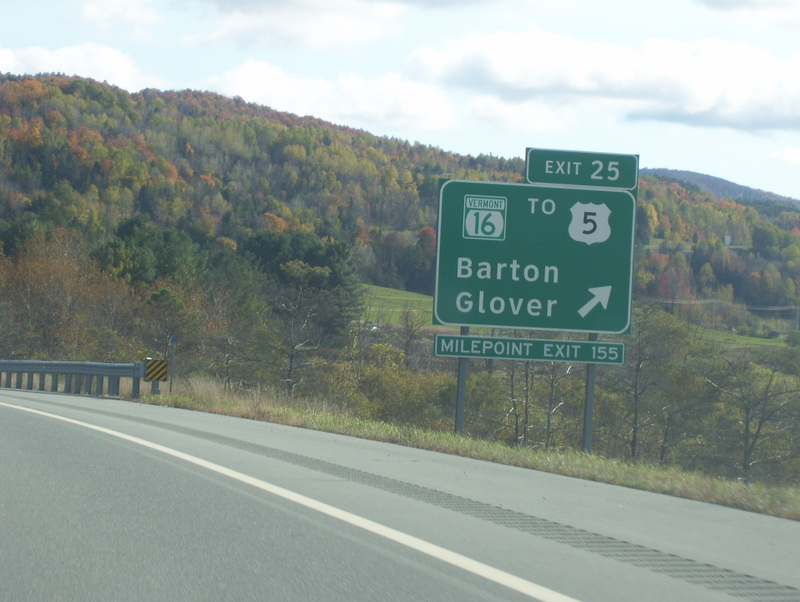 EXIT 25
VERMONT
16
TO
5
Barton
Glover
MILEPOINT EXIT 155